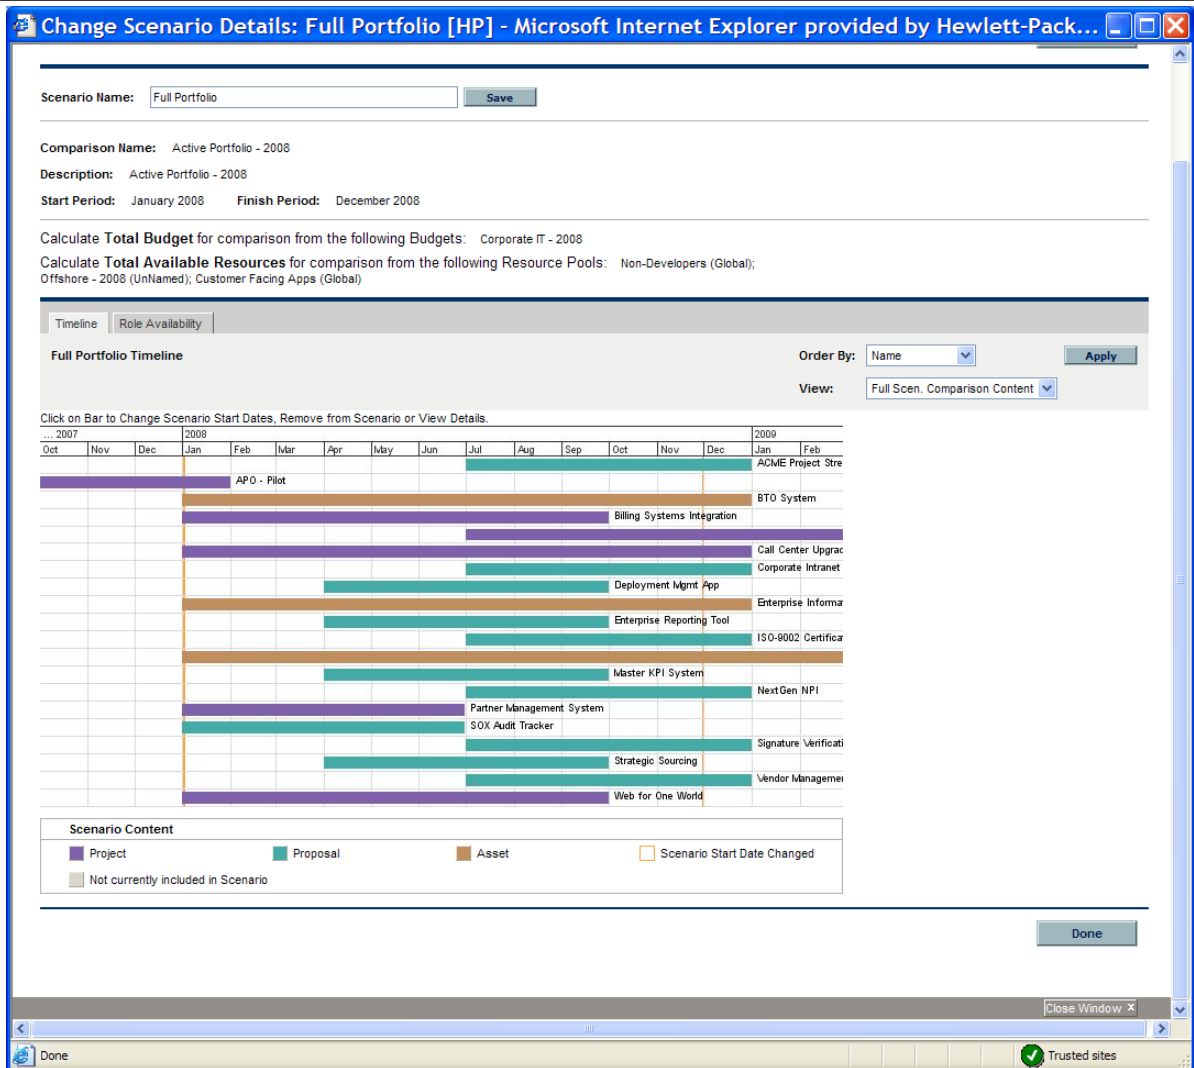 Change Scenario Details: Full Portfolio [HP] - Microsoft Internet Explorer provided by Hewlett-Pack...
Scenario Name: Full Portfolio Save
Comparison Name: Active Portfolio - 2008
Description: Active Portfolio - 2008
Start Period: January 2008 Finish Period: December 2008
Calculate Total Budget for comparison from the following Budgets: Corporate IT - 2008
Calculate Total Available Resources for comparison from the following Resource Pools: Non-Developers (Global);
Offshore - 2008 (UnNamed); Customer Facing Apps (Global)
Timeline Role Availability
Full Portfolio Timeline Order By: Name Apply
View: Full Scen. Comparison Content
Click on Bar to Change Scenario Start Dates, Remove from Scenario or View Details.
... 2007 2008 2009
Oct Nov Dec Jan Feb Mar Apr May Jun Jul Aug Sep Oct Nov Dec Jan Feb
ACME Project Stre
APO - Pilot
BTO System
Billing Systems Integration
Call Center Upgrad
Corporate Intranet
Deployment Mgmt App
Enterprise Informa
Enterprise Reporting Tool
ISO-9002 Certifica
Master KPI System
NextGen NPI
Partner Management System
SOX Audit Tracker
Signature Verificati
Strategic Sourcing
Vendor Managemer
Web for One World
Scenario Content
Project Proposal Asset Scenario Start Date Changed
Not currently included in Scenario
Done
Close Window x
Done Trusted sites